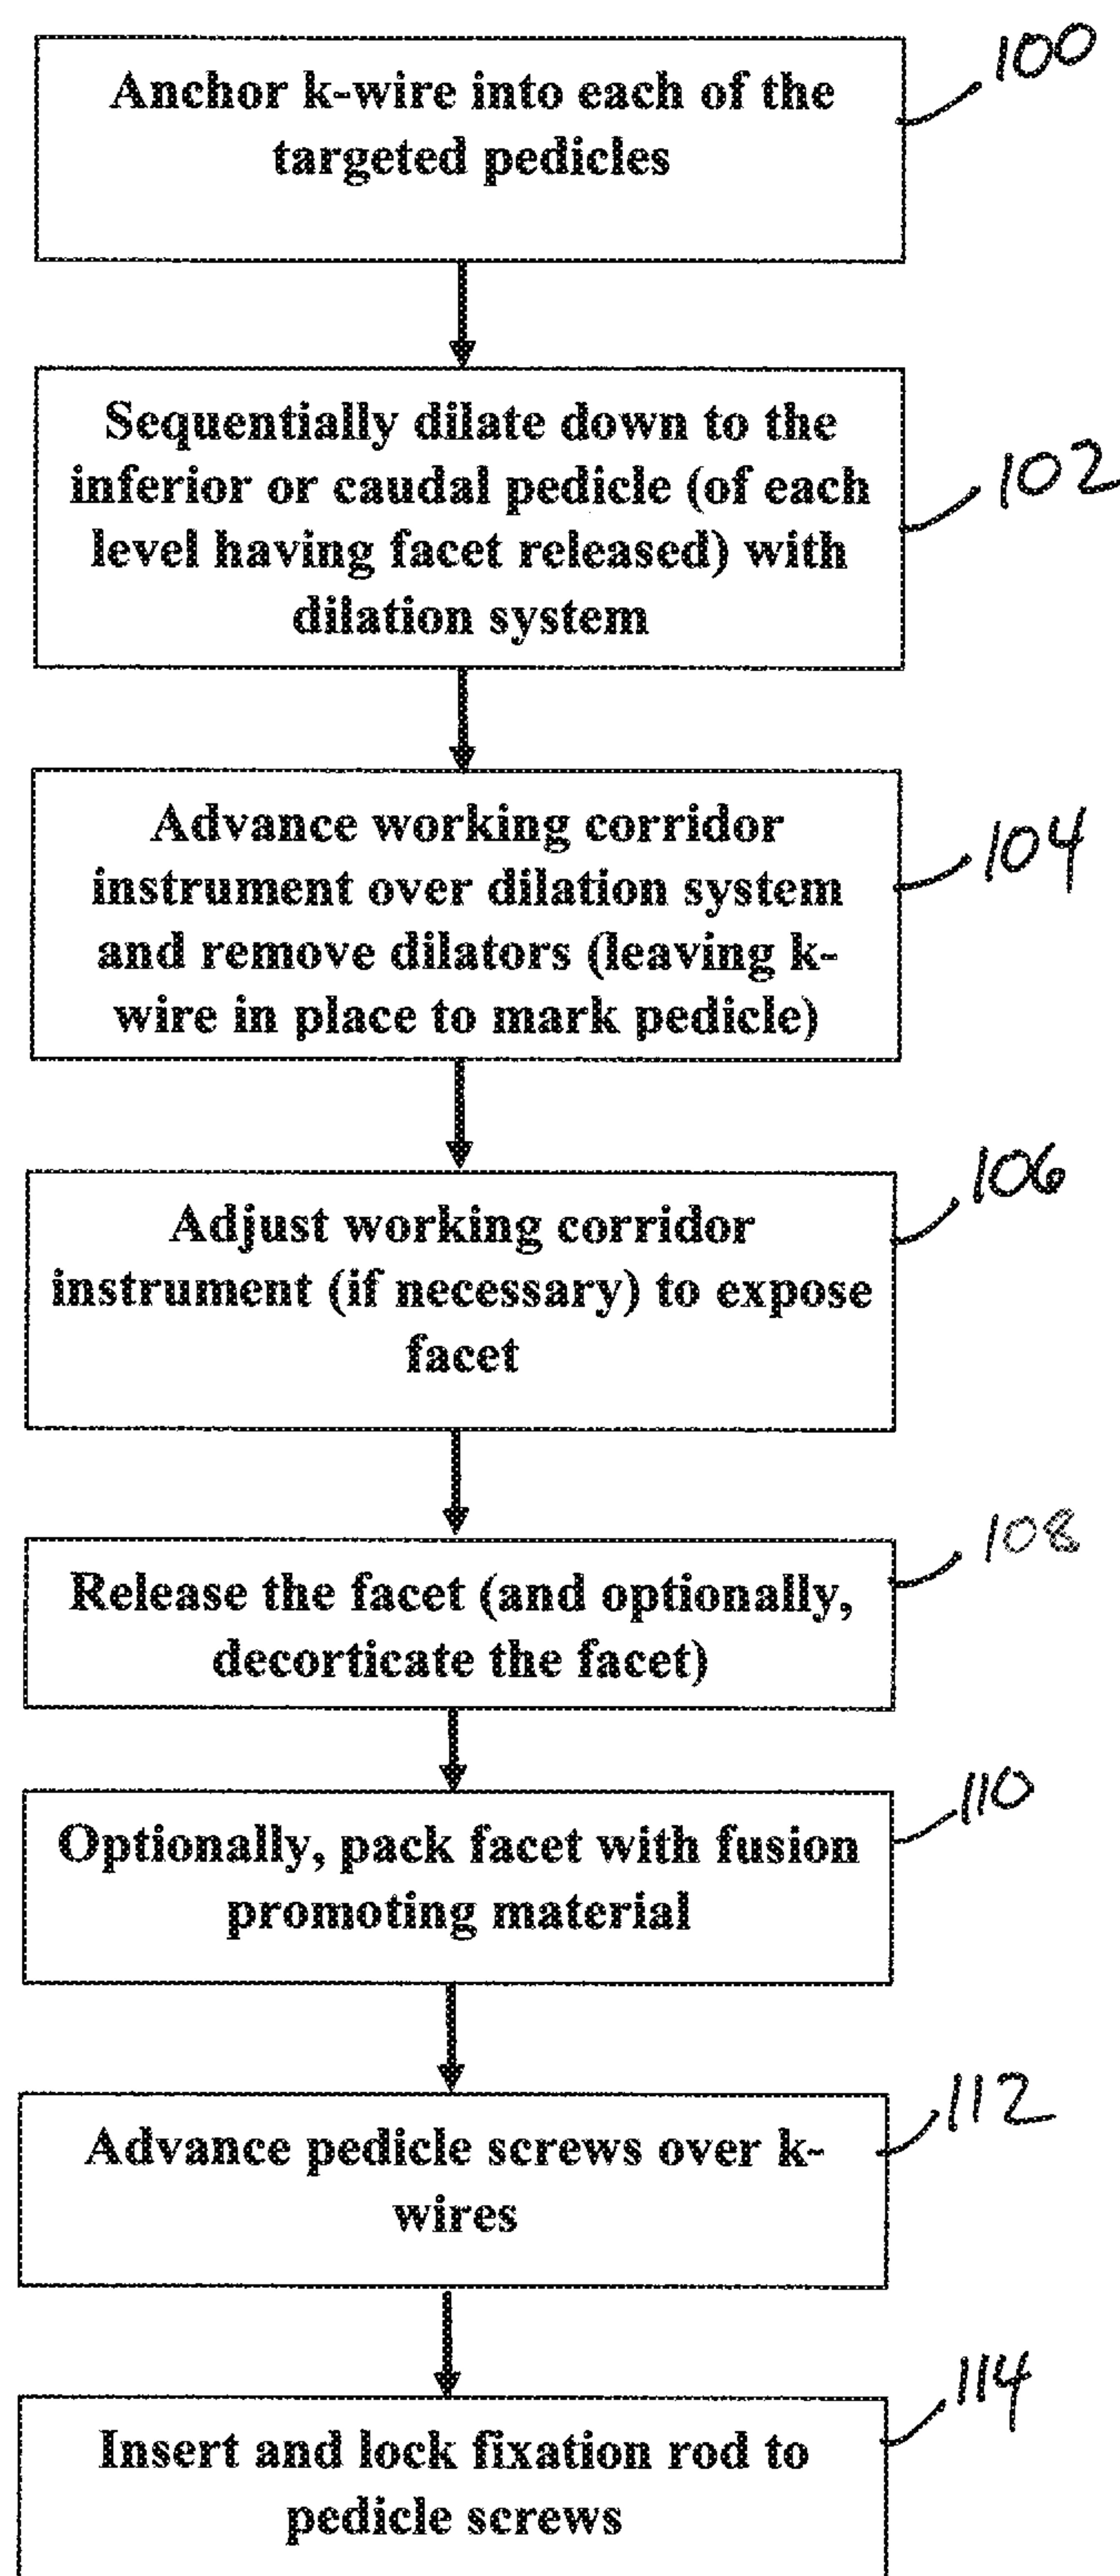 100
Anchor k-wire into each of the
targeted pedicles
102
Sequentially dilate down to the
inferior or caudal pedicle (of each
level having facet released) with
dilation system
104
Advance working corridor
instrument over dilation system
and remove dilators (leaving k-
wire in place to mark pedicle)
106
Adjust working corridor
instrument (if necessary) to expose
facet
108
Release the facet (and optionally,
decorticate the facet)
110
Optionally, pack facet with fusion
promoting material
112
Advance pedicle screws over k-
wires
114
Insert and lock fixation rod to
pedicle screws